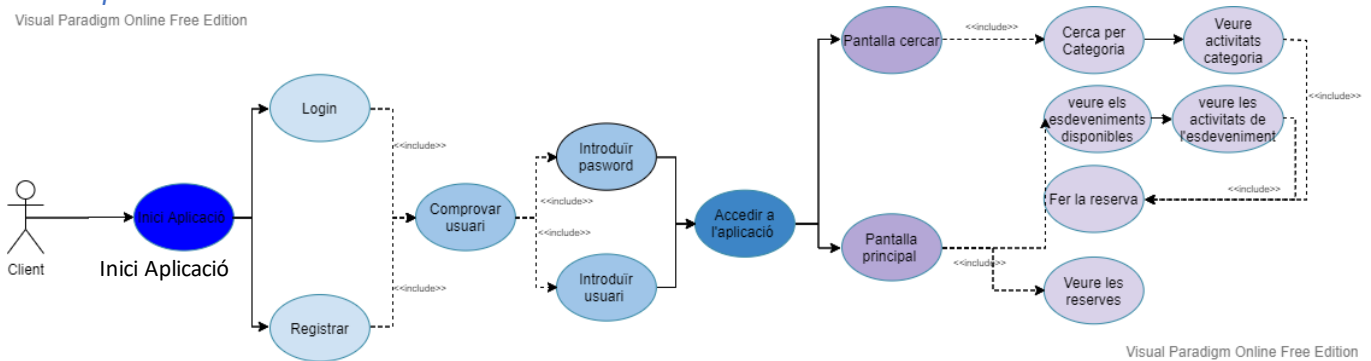 Visual Paradigm Online Free Edition
Client
Inici Aplicació
Inici Aplicació
Login
Registrar
<<include>>
<<include>>
Comprovar
usuari
<<include>>
<<include>>
Introduïr
pasword
Introduïr
usuari
Accedir a
l'aplicació
Pantalla cercar
Pantalla
principal
<<include>>
<<include>>
Cerca per
Categoria
Veure
activitats
categoria
<<include>>
veure els
esdeveniments
disponibles
veure les
activitats de
l'esdeveniment
Fer la reserva
<<include>>
Veure les
reserves
Visual Paradigm Online Free Edition